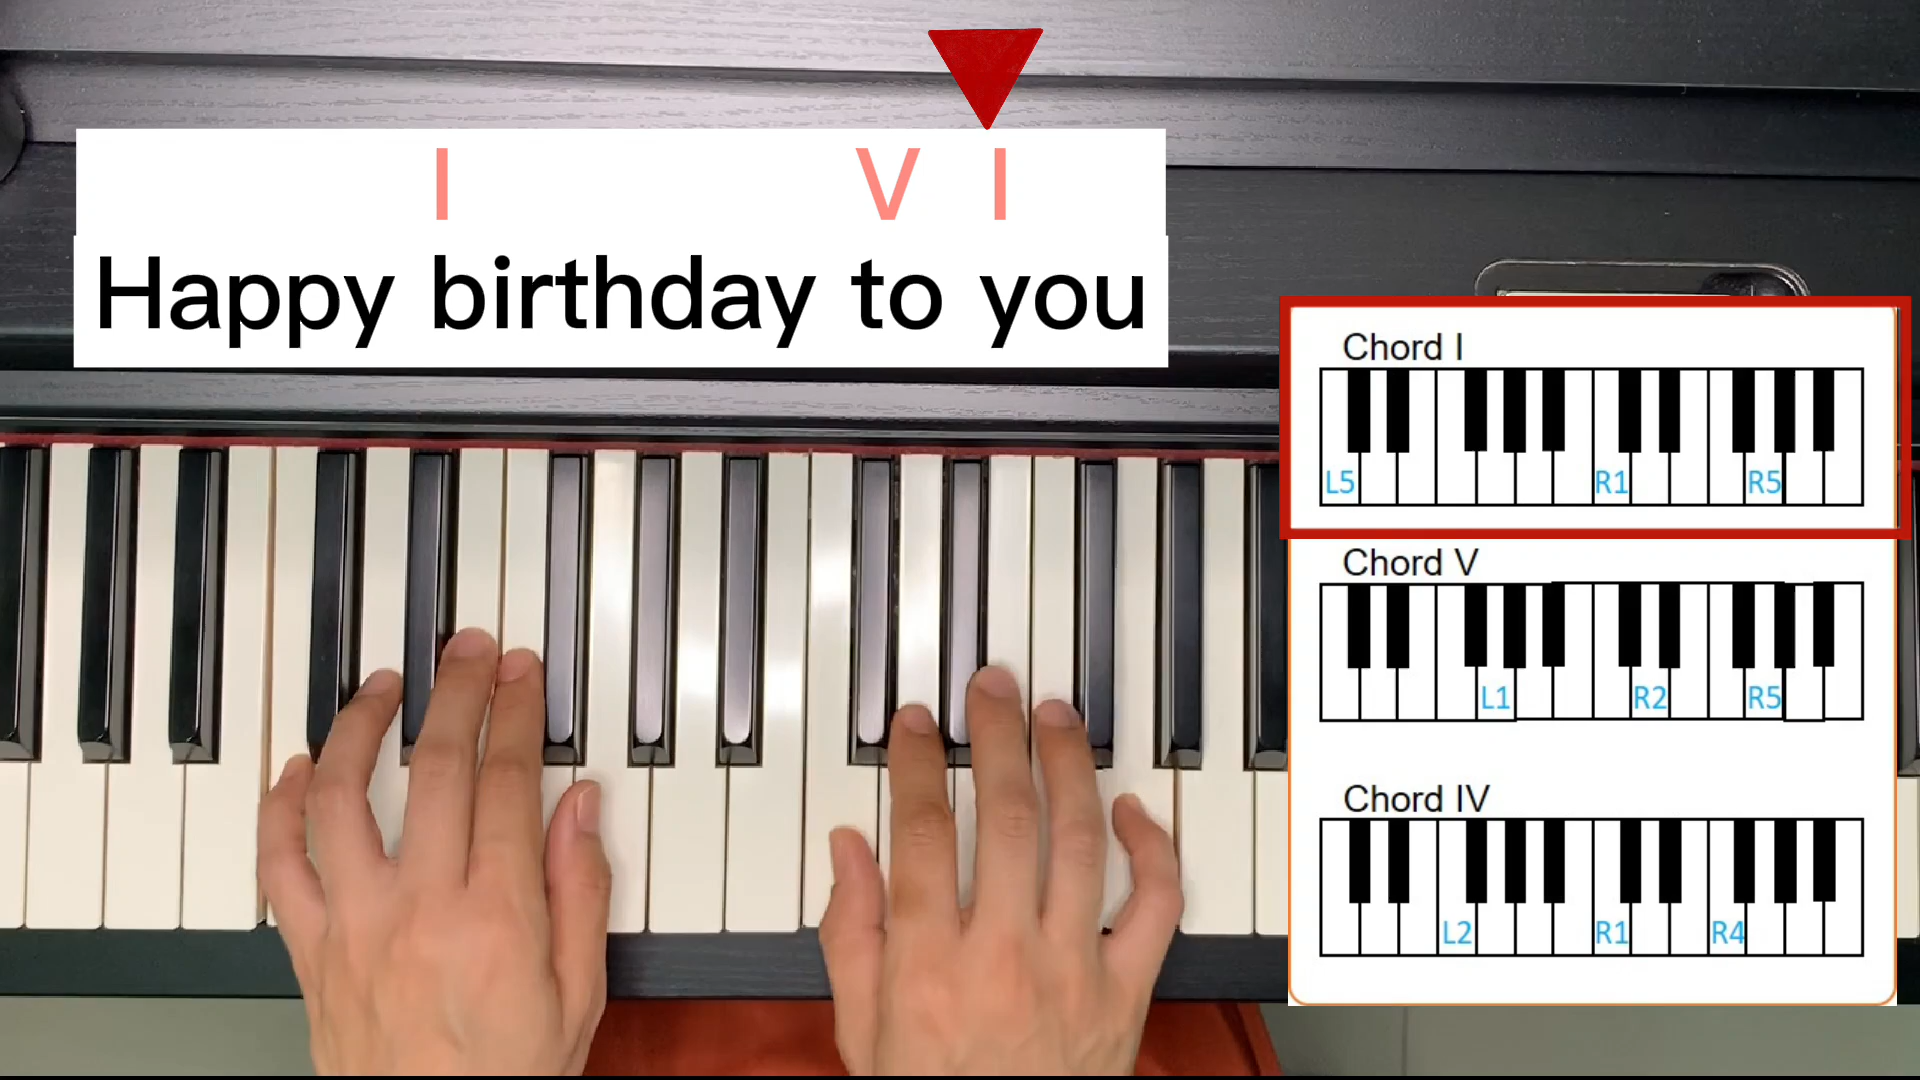 I V I
Happy birthday to you
Chord I
L5 R1 R5
Chord V
L1 R2 R5
Chord IV
L2 R1 R4